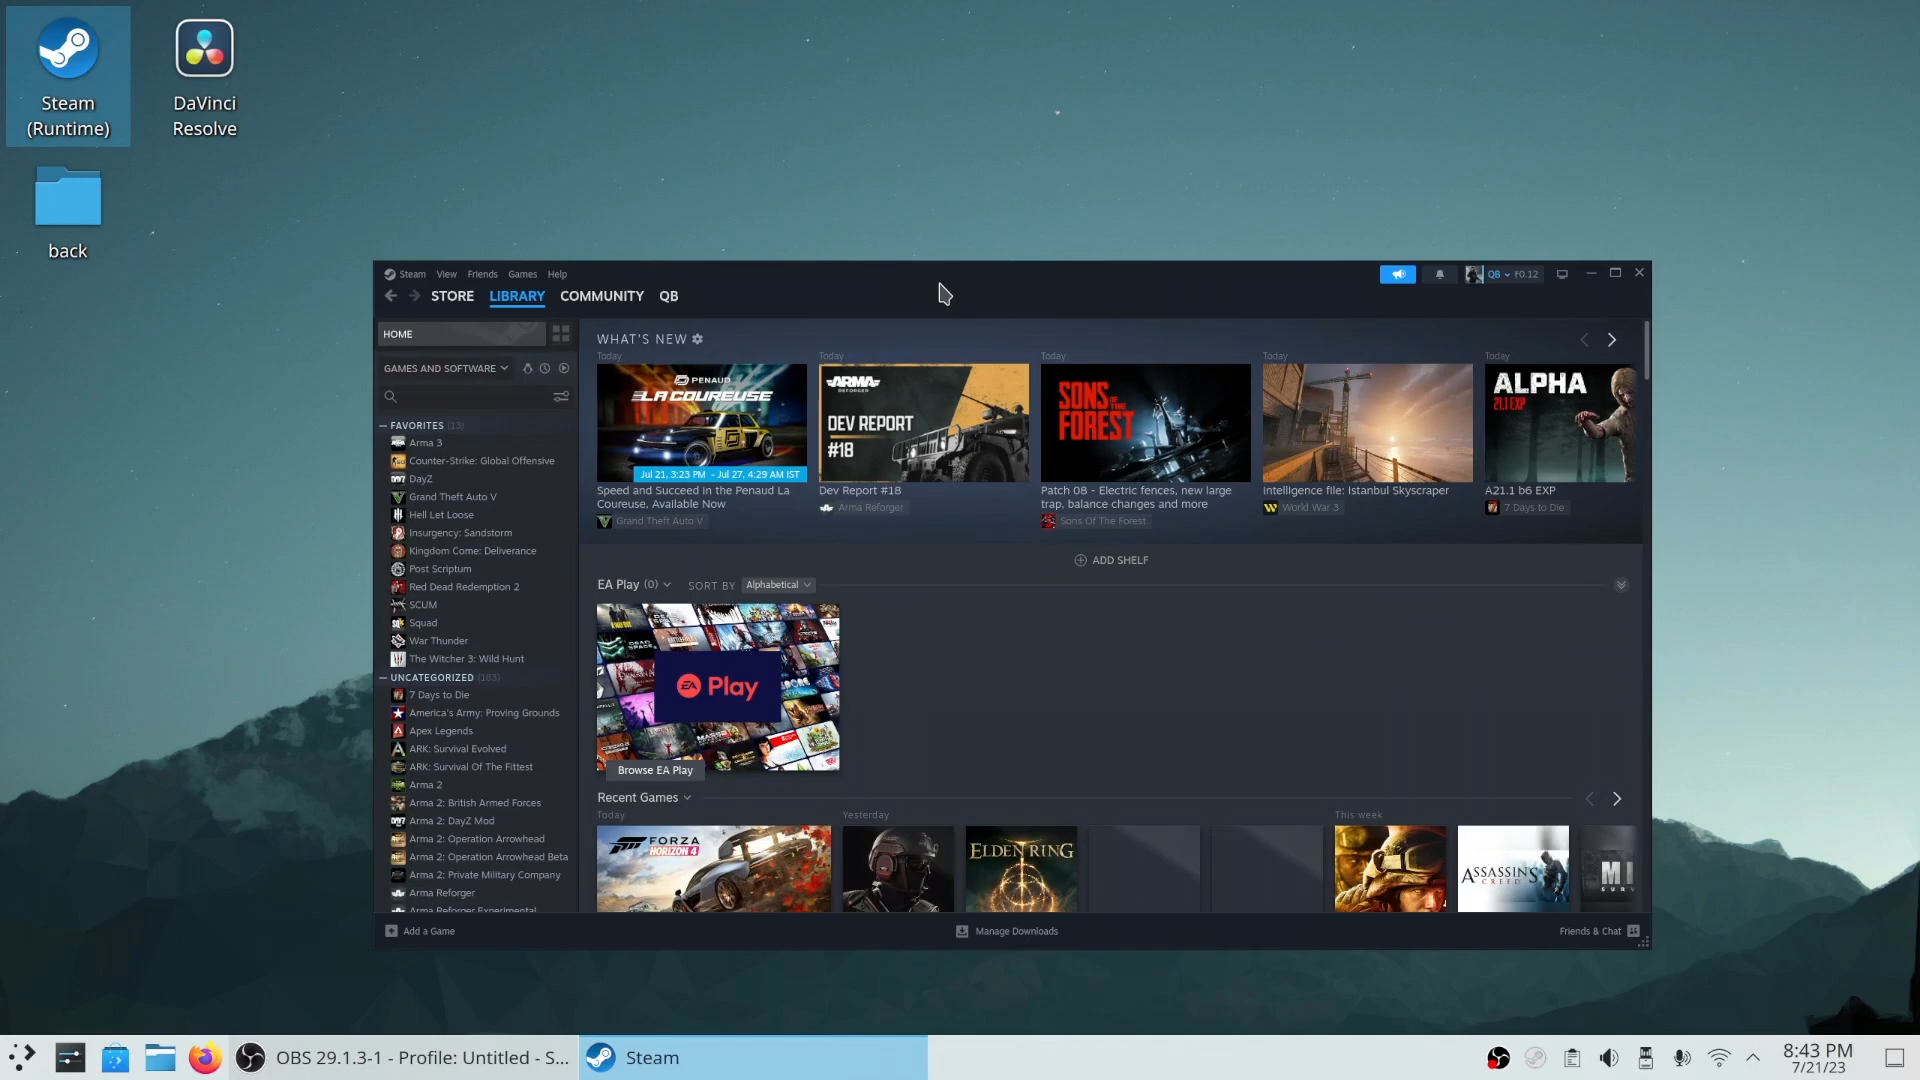 Steam
(Runtime)
DaVinci
Resolve
back
Steam View Friends Games Help
QB ₹0.12
STORE LIBRARY COMMUNITY QB
HOME
GAMES AND SOFTWARE
FAVORITES (13)
Arma 3
Counter-Strike: Global Offensive
DayZ
Grand Theft Auto V
Hell Let Loose
Insurgency: Sandstorm
Kingdom Come: Deliverance
Post Scriptum
Red Dead Redemption 2
SCUM
Squad
War Thunder
The Witcher 3: Wild Hunt
UNCATEGORIZED (183)
7 Days to Die
America's Army: Proving Grounds
Apex Legends
ARK: Survival Evolved
ARK: Survival Of The Fittest
Arma 2
Arma 2: British Armed Forces
Arma 2: DayZ Mod
Arma 2: Operation Arrowhead
Arma 2: Operation Arrowhead Beta
Arma 2: Private Military Company
Arma Reforger
Arma Reforger Experimental
WHAT'S NEW
Today
PENAUD
LA COUREUSE
Jul 21, 3:23 PM - Jul 27, 4:29 AM IST
Speed and Succeed in the Penaud La
Coureuse, Available Now
Grand Theft Auto V
Today
ARMA
REFORGER
DEV REPORT
#18
Dev Report #18
Arma Reforger
Today
SONS OF THE
FOREST
Patch 08 - Electric fences, new large
trap, balance changes and more
Sons Of The Forest
Today
Intelligence file: Istanbul Skyscraper
World War 3
Today
ALPHA
21.1 EXP
A21.1 b6 EXP
7 Days to Die
ADD SHELF
EA Play (0) SORT BY Alphabetical
EA Play
Browse EA Play
Recent Games
Today
FORZA
HORIZON 4
Yesterday
ELDEN RING
This week
ASSASSIN'S
CREED
Add a Game
Manage Downloads
Friends & Chat
OBS 29.1.3-1 - Profile: Untitled - S...
Steam
8:43 PM
7/21/23